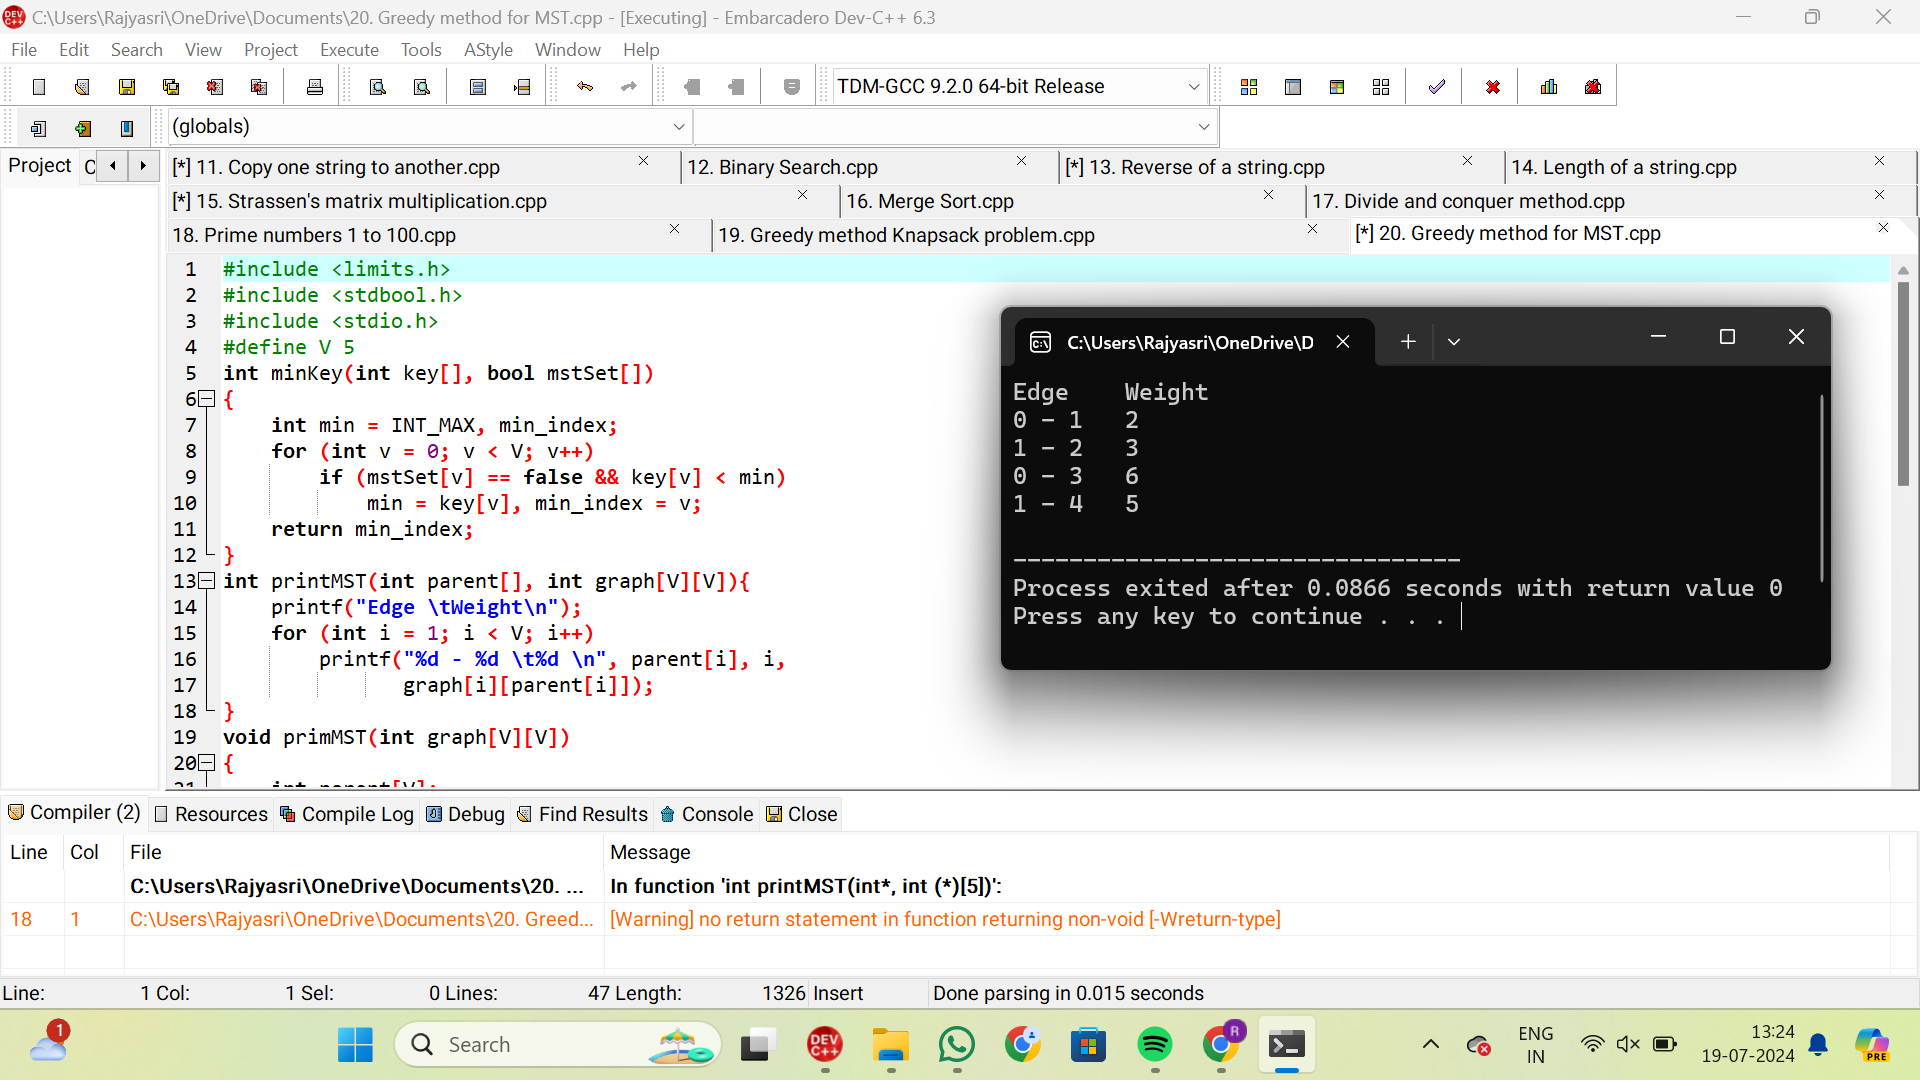 C:\Users\Rajyasri\OneDrive\Documents\20. Greedy method for MST.cpp - [Executing] - Embarcadero Dev-C++ 6.3
File Edit Search View Project Execute Tools AStyle Window Help
TDM-GCC 9.2.0 64-bit Release
(globals)
Project C
[*] 11. Copy one string to another.cpp 12. Binary Search.cpp [*] 13. Reverse of a string.cpp 14. Length of a string.cpp
[*] 15. Strassen's matrix multiplication.cpp 16. Merge Sort.cpp 17. Divide and conquer method.cpp
18. Prime numbers 1 to 100.cpp 19. Greedy method Knapsack problem.cpp [*] 20. Greedy method for MST.cpp
1 #include <limits.h>
2 #include <stdbool.h>
3 #include <stdio.h>
4 #define V 5
5 int minKey(int key[], bool mstSet[])
6 {
7 int min = INT_MAX, min_index;
8 for (int v = 0; v < V; v++)
9 if (mstSet[v] == false && key[v] < min)
10 min = key[v], min_index = v;
11 return min_index;
12 }
13 int printMST(int parent[], int graph[V][V]){
14 printf("Edge \tWeight\n");
15 for (int i = 1; i < V; i++)
16 printf("%d - %d \t%d \n", parent[i], i,
17 graph[i][parent[i]]);
18 }
19 void primMST(int graph[V][V])
20 {
21 int parent[V];
C:\Users\Rajyasri\OneDrive\D
Edge Weight
0 - 1 2
1 - 2 3
0 - 3 6
1 - 4 5
--------------------------------
Process exited after 0.0866 seconds with return value 0
Press any key to continue . . .
Compiler (2) Resources Compile Log Debug Find Results Console Close
Line Col File Message
C:\Users\Rajyasri\OneDrive\Documents\20. ... In function 'int printMST(int*, int (*)[5])':
18 1 C:\Users\Rajyasri\OneDrive\Documents\20. Greed... [Warning] no return statement in function returning non-void [-Wreturn-type]
Line: 1 Col: 1 Sel: 0 Lines: 47 Length: 1326 Insert Done parsing in 0.015 seconds
1
Search
DEV C++
R
ENG
IN
13:24
19-07-2024
PRE